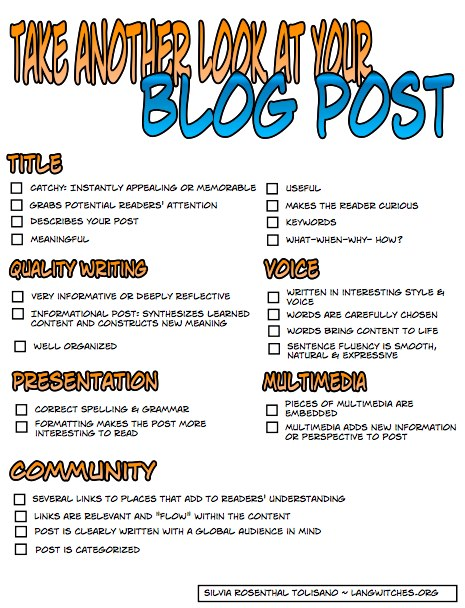 TAKE ANOTHER LOOK AT YOUR
BLOG POST
TITLE
CATCHY: INSTANTLY APPEALING OR MEMORABLE
GRABS POTENTIAL READERS' ATTENTION
DESCRIBES YOUR POST
MEANINGFUL
USEFUL
MAKES THE READER CURIOUS
KEYWORDS
WHAT-WHEN-WHY- HOW?
QUALITY WRITING
VERY INFORMATIVE OR DEEPLY REFLECTIVE
INFORMATIONAL POST: SYNTHESIZES LEARNED
CONTENT AND CONSTRUCTS NEW MEANING
WELL ORGANIZED
VOICE
WRITTEN IN INTERESTING STYLE &
VOICE
WORDS ARE CAREFULLY CHOSEN
WORDS BRING CONTENT TO LIFE
SENTENCE FLUENCY IS SMOOTH,
NATURAL & EXPRESSIVE
PRESENTATION
CORRECT SPELLING & GRAMMAR
FORMATTING MAKES THE POST MORE
INTERESTING TO READ
MULTIMEDIA
PIECES OF MULTIMEDIA ARE
EMBEDDED
MULTIMEDIA ADDS NEW INFORMATION
OR PERSPECTIVE TO POST
COMMUNITY
SEVERAL LINKS TO PLACES THAT ADD TO READERS' UNDERSTANDING
LINKS ARE RELEVANT AND "FLOW" WITHIN THE CONTENT
POST IS CLEARLY WRITTEN WITH A GLOBAL AUDIENCE IN MIND
POST IS CATEGORIZED
SILVIA ROSENTHAL TOLISANO ~ LANGWITCHES.ORG